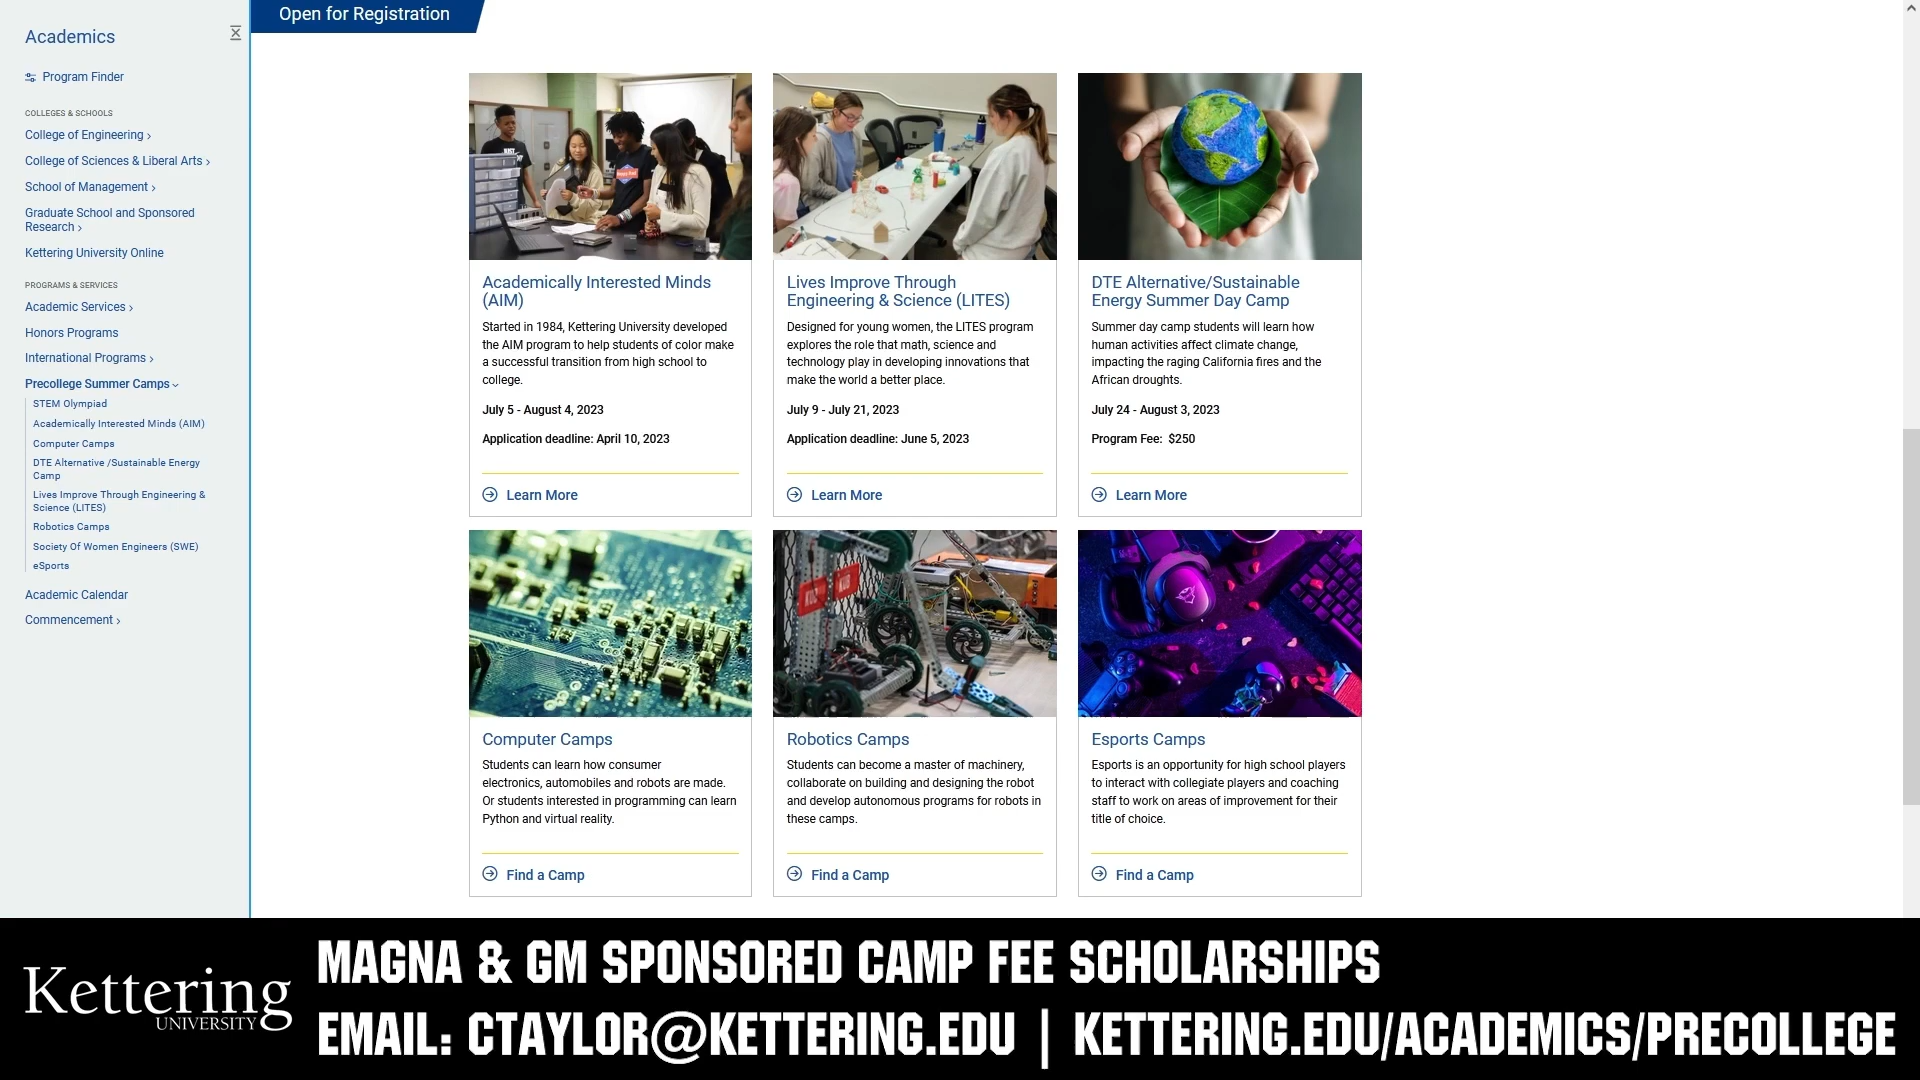 Open for Registration
Academics
Program Finder
COLLEGES & SCHOOLS
College of Engineering
College of Sciences & Liberal Arts
School of Management
Graduate School and Sponsored
Research
Kettering University Online
PROGRAMS & SERVICES
Academic Services
Honors Programs
International Programs
Precollege Summer Camps
STEM Olympiad
Academically Interested Minds (AIM)
Computer Camps
DTE Alternative /Sustainable Energy
Camp
Lives Improve Through Engineering &
Science (LITES)
Robotics Camps
Society Of Women Engineers (SWE)
eSports
Academic Calendar
Commencement
Academically Interested Minds
(AIM)
Started in 1984, Kettering University developed
the AIM program to help students of color make
a successful transition from high school to
college.
July 5 - August 4, 2023
Application deadline: April 10, 2023
Learn More
Lives Improve Through
Engineering & Science (LITES)
Designed for young women, the LITES program
explores the role that math, science and
technology play in developing innovations that
make the world a better place.
July 9 - July 21, 2023
Application deadline: June 5, 2023
Learn More
DTE Alternative/Sustainable
Energy Summer Day Camp
Summer day camp students will learn how
human activities affect climate change,
impacting the raging California fires and the
African droughts.
July 24 - August 3, 2023
Program Fee: $250
Learn More
Computer Camps
Students can learn how consumer
electronics, automobiles and robots are made.
Or students interested in programming can learn
Python and virtual reality.
Find a Camp
Robotics Camps
Students can become a master of machinery,
collaborate on building and designing the robot
and develop autonomous programs for robots in
these camps.
Find a Camp
Esports Camps
Esports is an opportunity for high school players
to interact with collegiate players and coaching
staff to work on areas of improvement for their
title of choice.
Find a Camp
Kettering
UNIVERSITY
MAGNA & GM SPONSORED CAMP FEE SCHOLARSHIPS
EMAIL: CTAYLOR@KETTERING.EDU | KETTERING.EDU/ACADEMICS/PRECOLLEGE